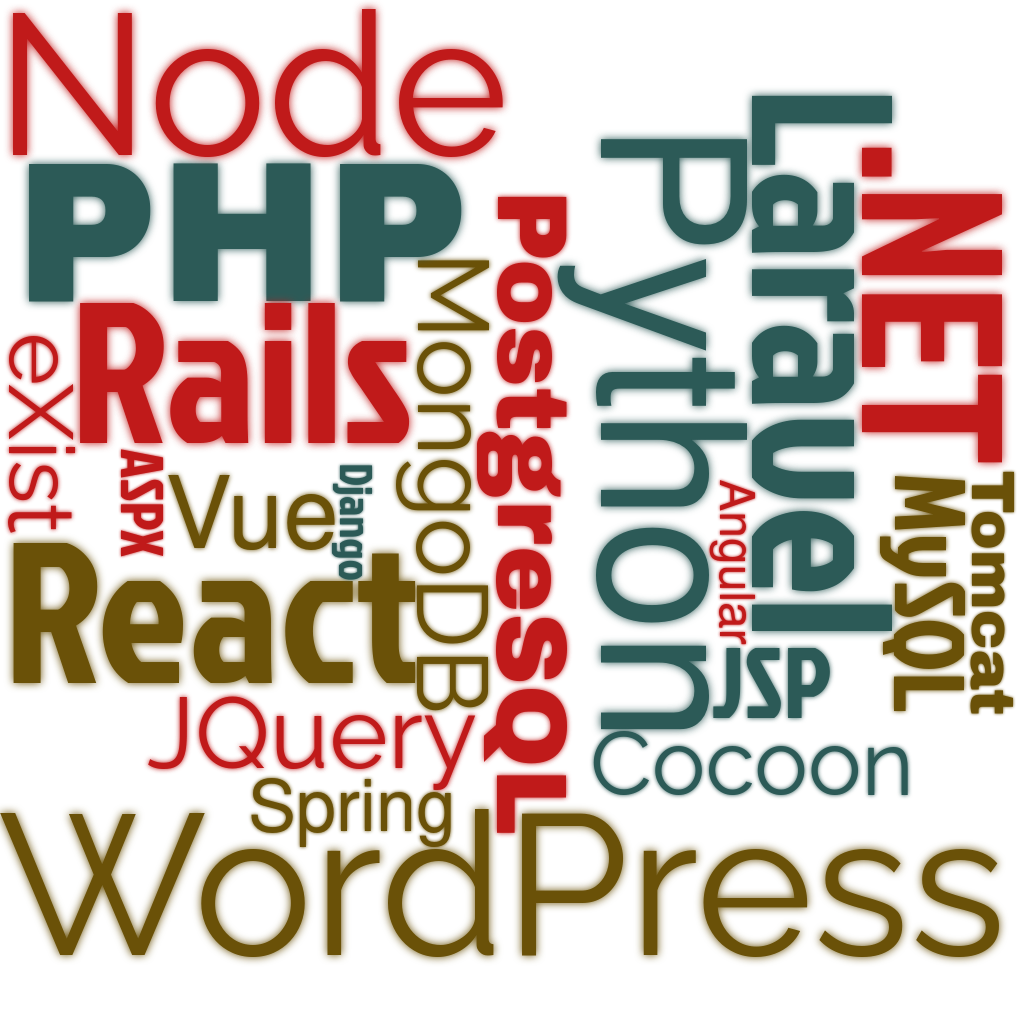 Node
PHP
Rails
eXist
ASPX
Vue
Django
MongoDB
PostgresQL
Python
Laravel
.NET
React
Angular
MySQL
Tomcat
JSP
JQuery
Cocoon
Spring
WordPress